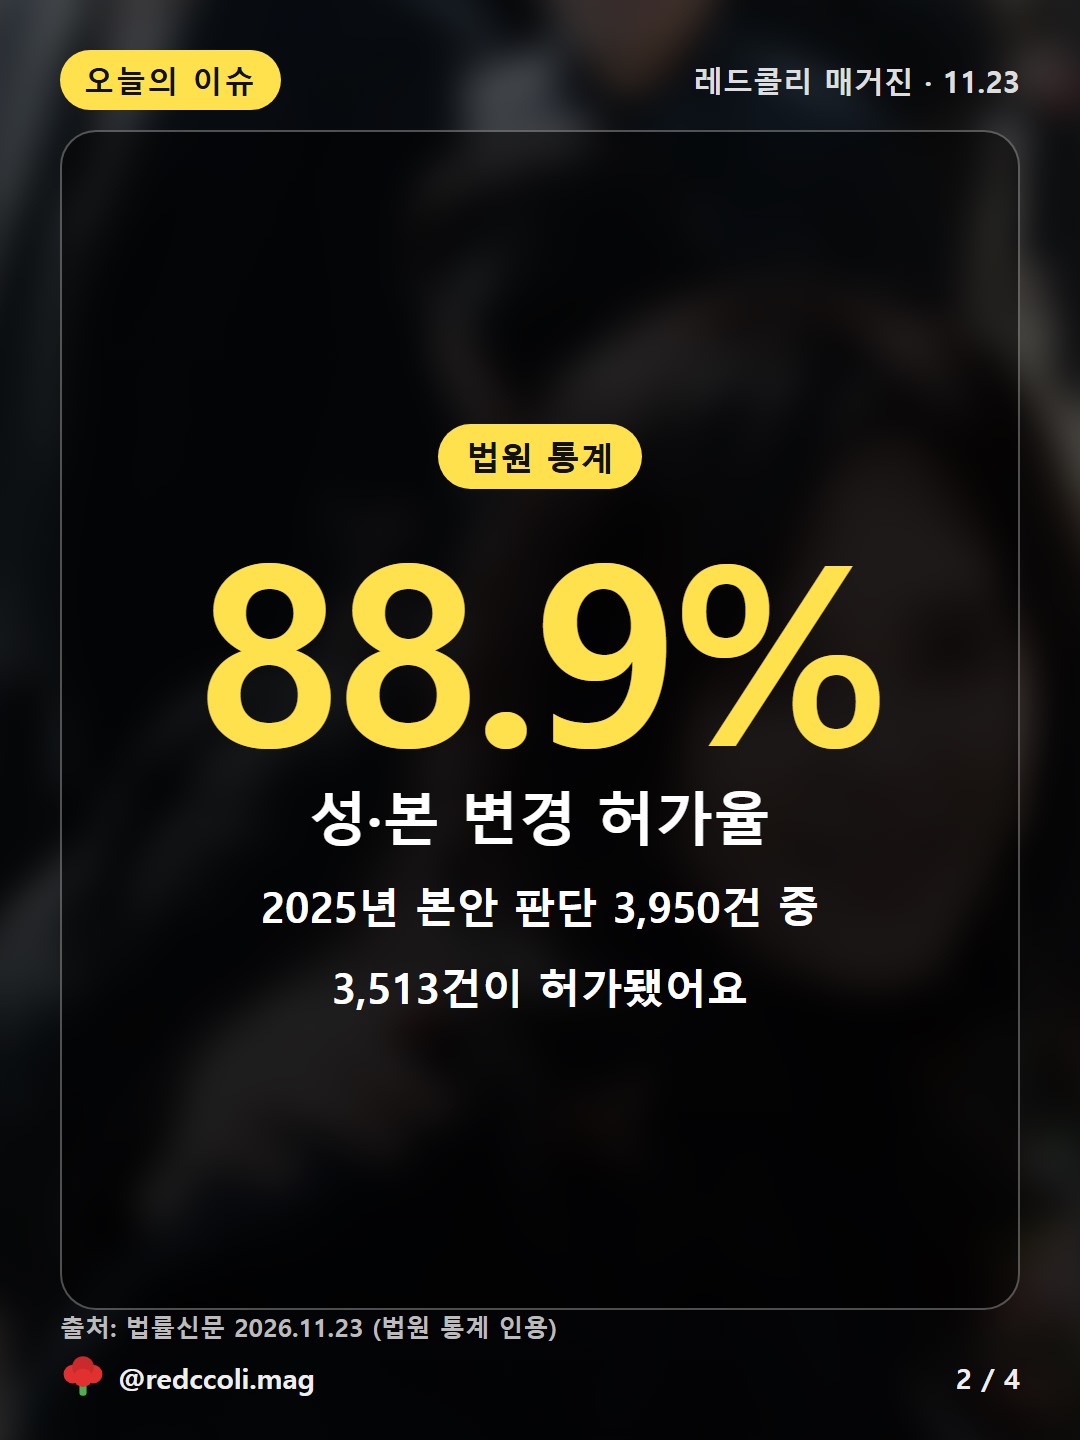 오늘의 이슈
레드콜리 매거진 · 11.23
법원 통계
88.9%
성·본 변경 허가율
2025년 본안 판단 3,950건 중
3,513건이 허가됐어요
출처: 법률신문 2026.11.23 (법원 통계 인용)
@redccoli.mag
2 / 4